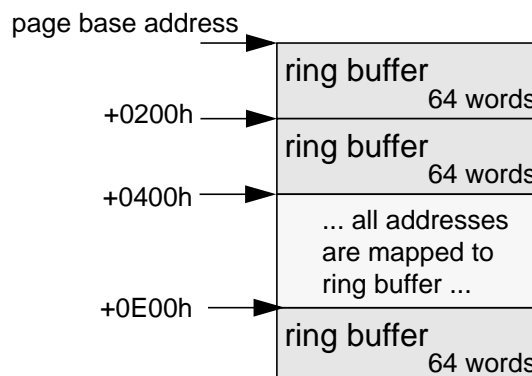 page base address
ring buffer
64 words
+0200h
ring buffer
64 words
+0400h
... all addresses
are mapped to
ring buffer ...
+0E00h
ring buffer
64 words